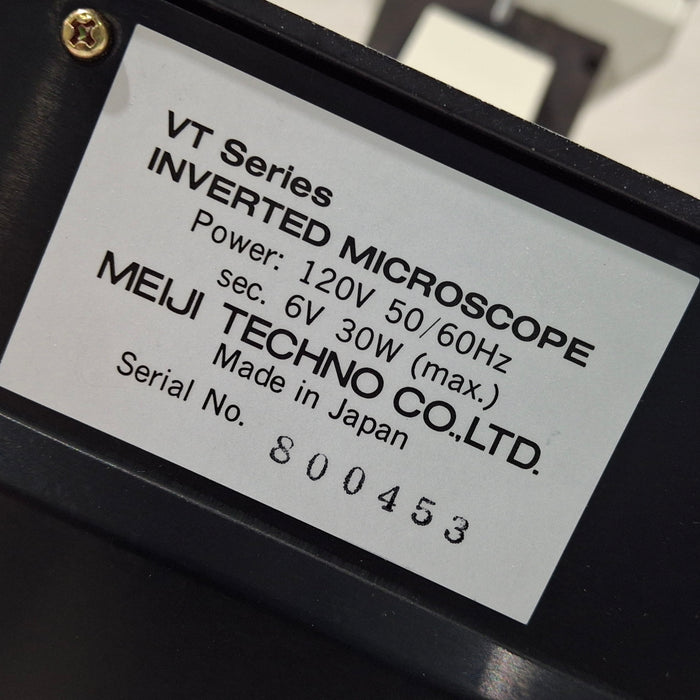 VT Series
INVERTED MICROSCOPE
Power: 120V 50/60Hz
sec. 6V 30W (max.)
MEIJI TECHNO CO.,LTD.
Made in Japan
Serial No. 800453